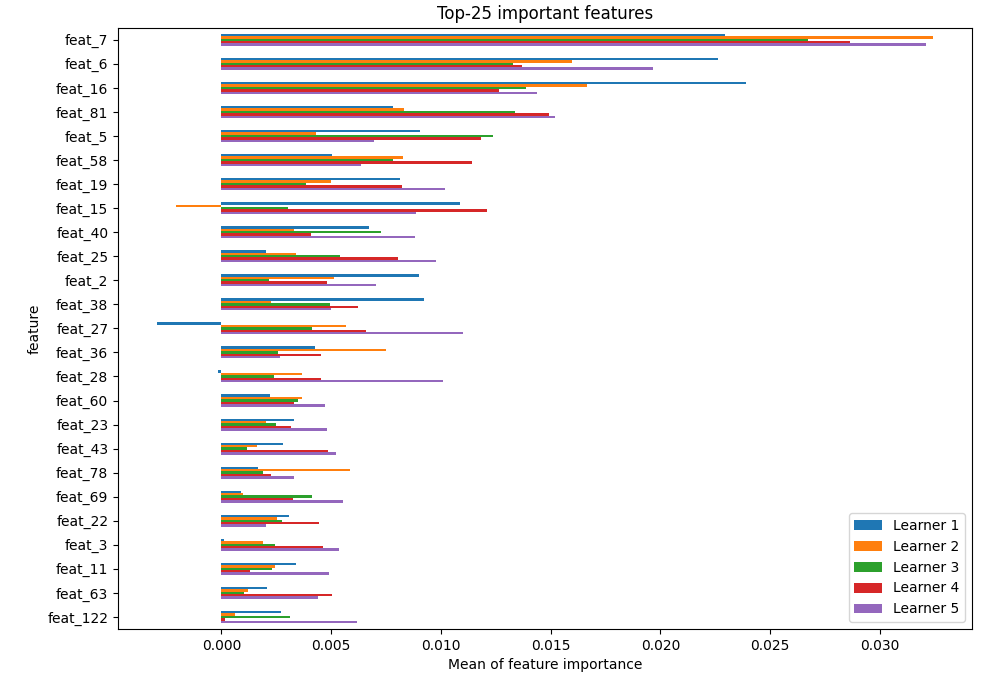 Top-25 important features
feat_7
feat_6
feat_16
feat_81
feat_5
feat_58
feat_19
feat_15
feat_40
feat_25
feat_2
feat_38
feat_27
feat_36
feat_28
feat_60
feat_23
feat_43
feat_78
feat_69
feat_22
feat_3
feat_11
feat_63
feat_122
feature
Learner 1
Learner 2
Learner 3
Learner 4
Learner 5
0.000 0.005 0.010 0.015 0.020 0.025 0.030
Mean of feature importance